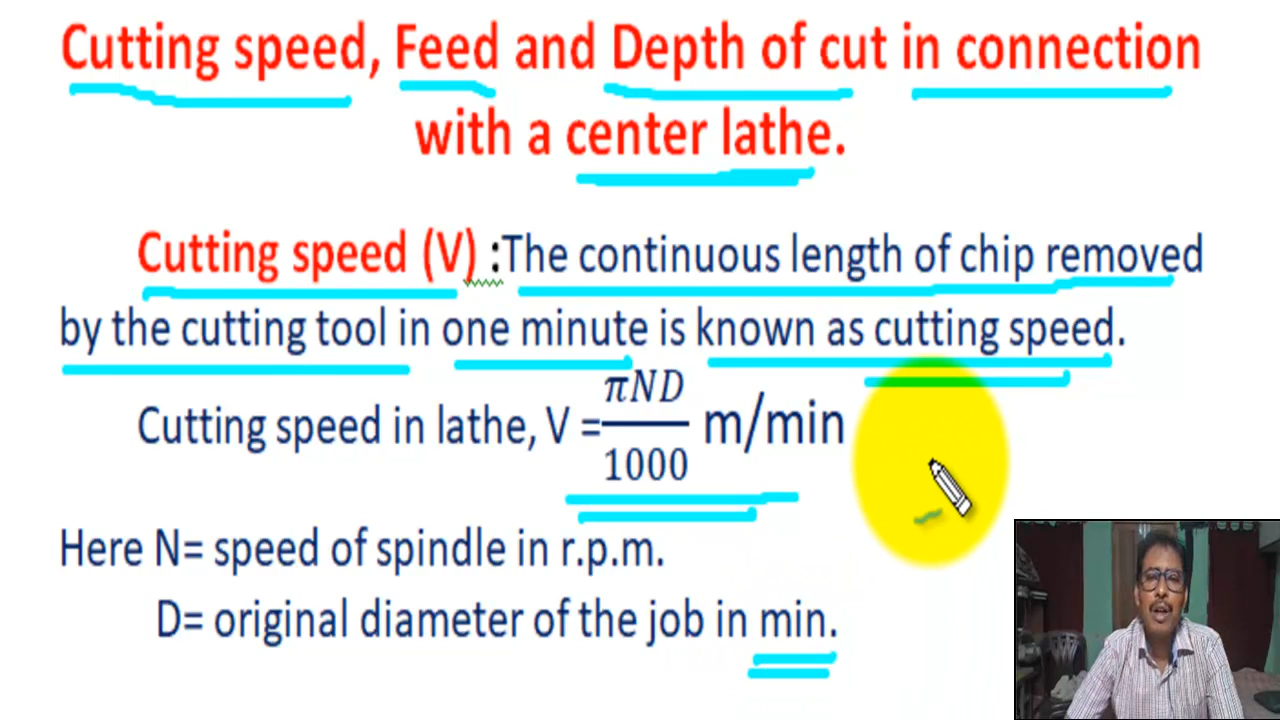 Cutting speed, Feed and Depth of cut in connection
with a center lathe.
Cutting speed (V) :The continuous length of chip removed
by the cutting tool in one minute is known as cutting speed.
Cutting speed in lathe, V =πND/1000 m/min
Here N= speed of spindle in r.p.m.
D= original diameter of the job in min.